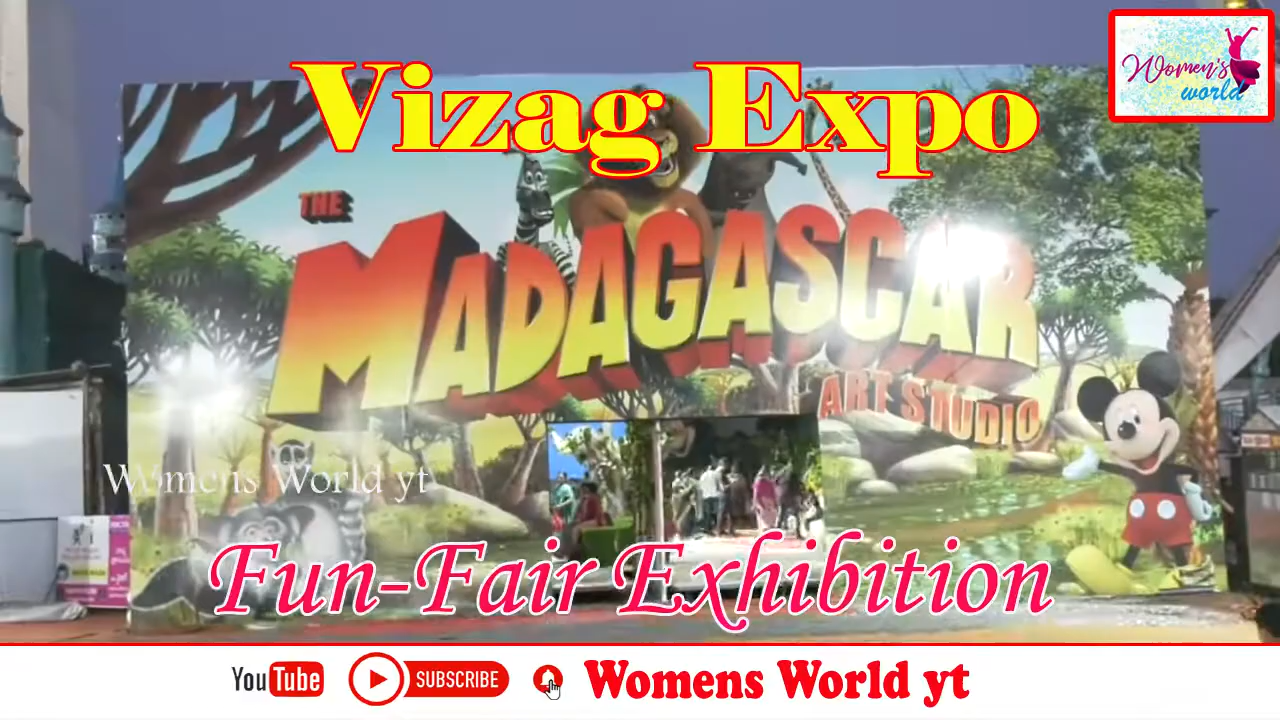 Vizag Expo
Women's
world
THE
MADAGASCAR
ART STUDIO
Womens World yt
Fun-Fair Exhibition
YouTube
SUBSCRIBE
Womens World yt